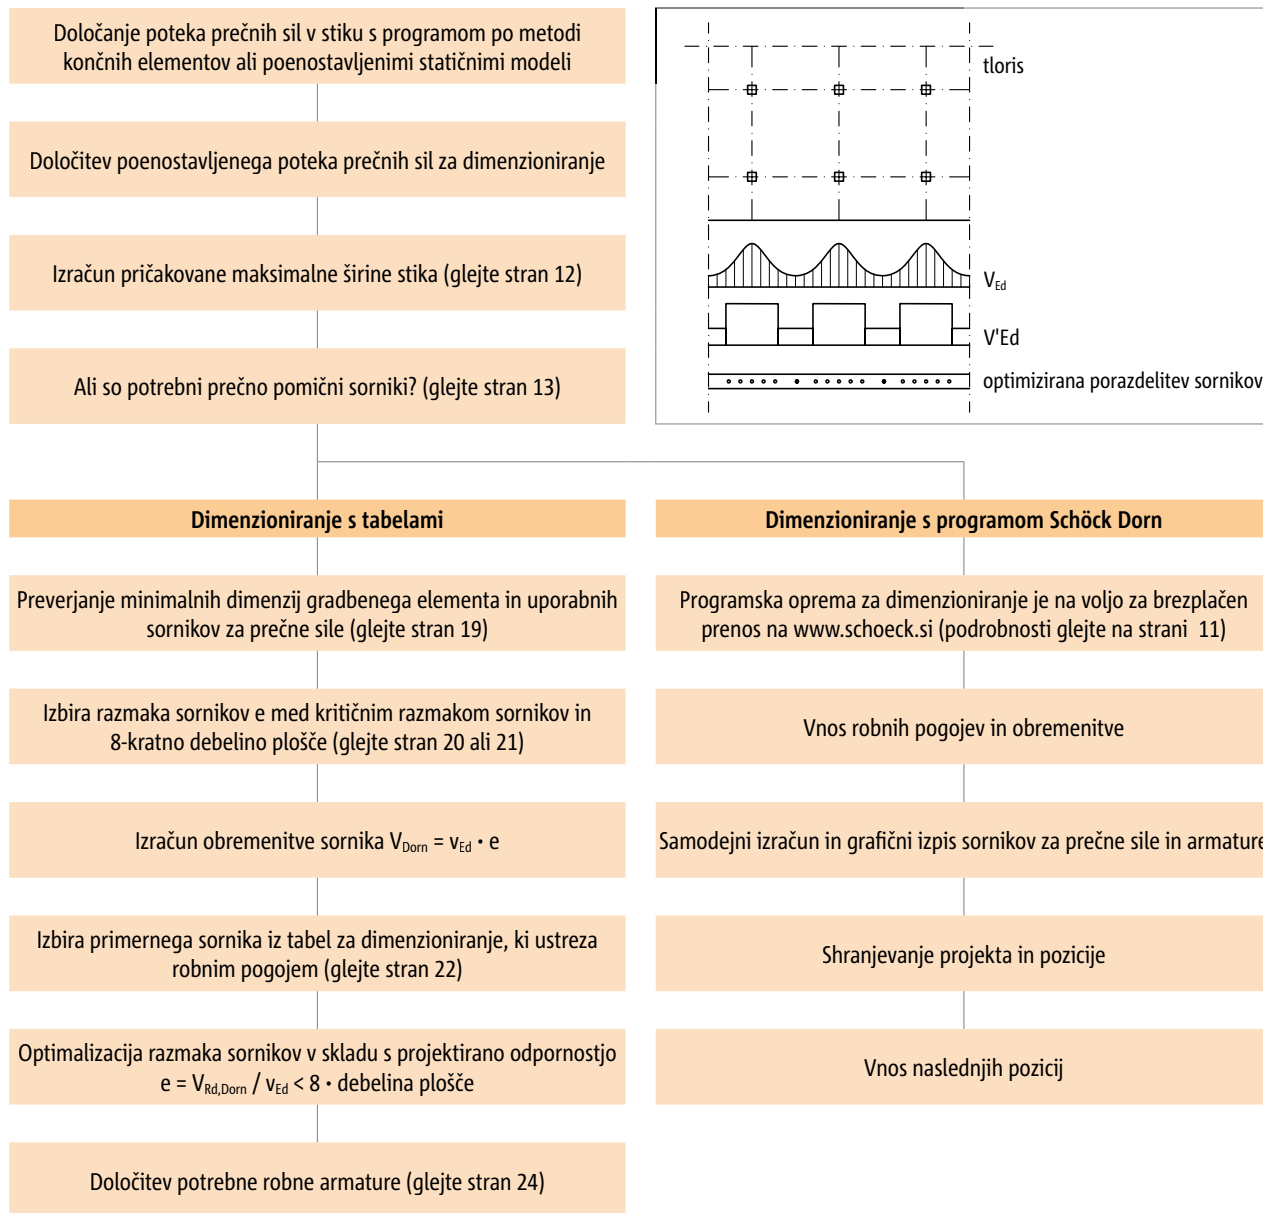 Določanje poteka prečnih sil v stiku s programom po metodi
končnih elementov ali poenostavljenimi statičnimi modeli
Določitev poenostavljenega poteka prečnih sil za dimenzioniranje
Izračun pričakovane maksimalne širine stika (glejte stran 12)
Ali so potrebni prečno pomični sorniki? (glejte stran 13)
tloris
V_Ed
V'Ed
optimizirana porazdelitev sornikov
Dimenzioniranje s tabelami
Preverjanje minimalnih dimenzij gradbenega elementa in uporabnih
sornikov za prečne sile (glejte stran 19)
Izbira razmaka sornikov e med kritičnim razmakom sornikov in
8-kratno debelino plošče (glejte stran 20 ali 21)
Izračun obremenitve sornika V_Dorn = v_Ed • e
Izbira primernega sornika iz tabel za dimenzioniranje, ki ustreza
robnim pogojem (glejte stran 22)
Optimalizacija razmaka sornikov v skladu s projektirano odpornostjo
e = V_Rd,Dorn / v_Ed < 8 • debelina plošče
Določitev potrebne robne armature (glejte stran 24)
Dimenzioniranje s programom Schöck Dorn
Programska oprema za dimenzioniranje je na voljo za brezplačen
prenos na www.schoeck.si (podrobnosti glejte na strani 11)
Vnos robnih pogojev in obremenitve
Samodejni izračun in grafični izpis sornikov za prečne sile in armature
Shranjevanje projekta in pozicije
Vnos naslednjih pozicij